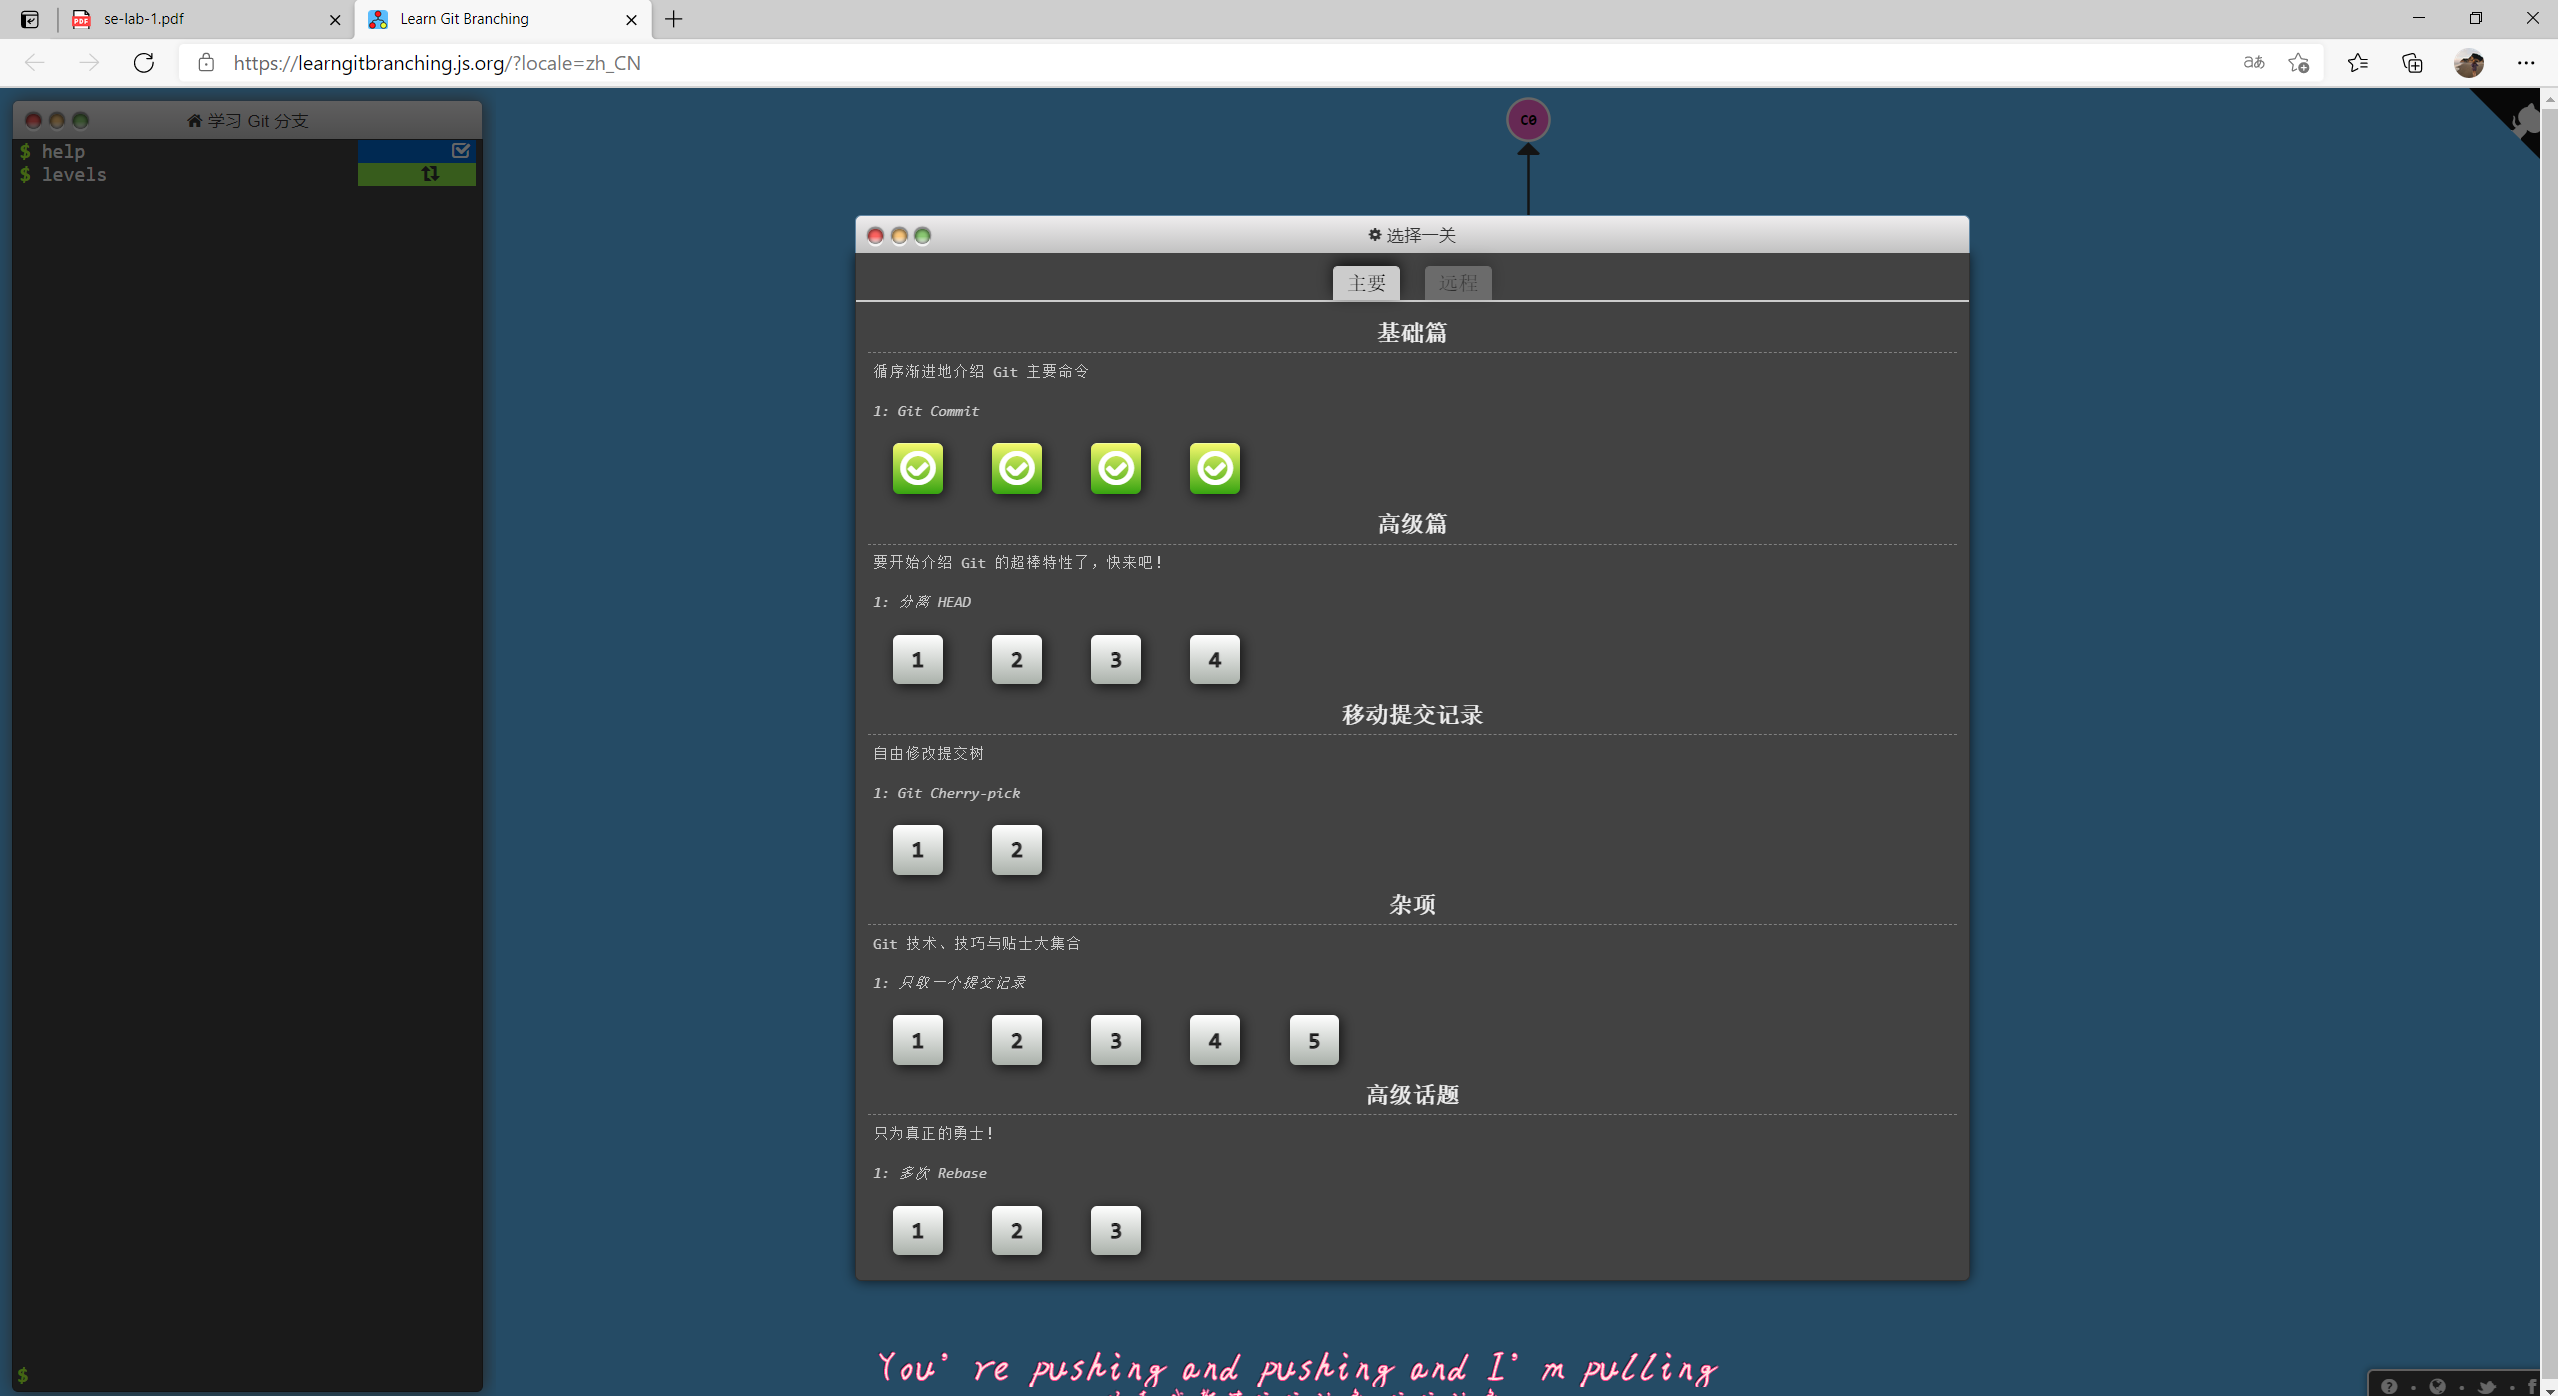 se-lab-1.pdf
Learn Git Branching
https://learngitbranching.js.org/?locale=zh_CN
学习 Git 分支
$ help
$ levels
$
C0
选择一关
主要 远程
基础篇
循序渐进地介绍 Git 主要命令
1: Git Commit
高级篇
要开始介绍 Git 的超棒特性了，快来吧！
1: 分离 HEAD
1 2 3 4
移动提交记录
自由修改提交树
1: Git Cherry-pick
1 2
杂项
Git 技术、技巧与贴士大集合
1: 只取一个提交记录
1 2 3 4 5
高级话题
只为真正的勇士！
1: 多次 Rebase
1 2 3
You're pushing and pushing and I'm pulling